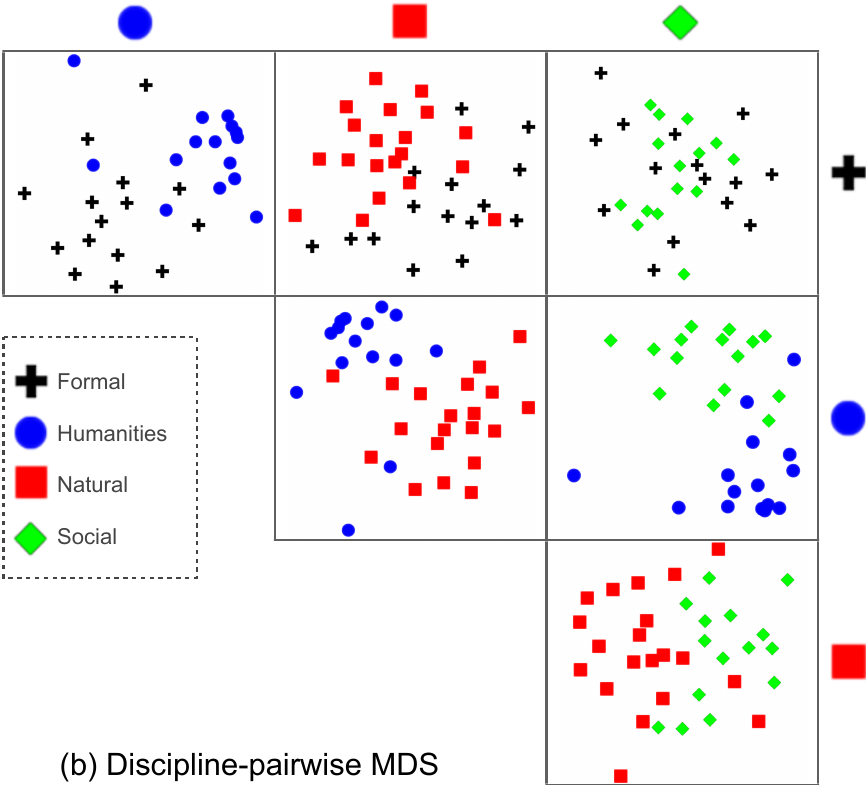 Formal
Humanities
Natural
Social
(b) Discipline-pairwise MDS